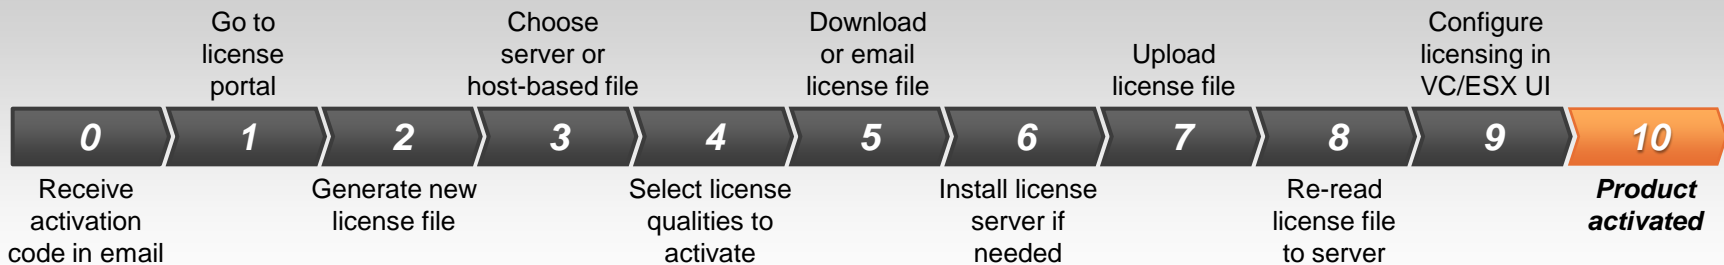 Go to
license
portal
Choose
server or
host-based file
Download
or email
license file
Upload
license file
Configure
licensing in
VC/ESX UI
0
1
2
3
4
5
6
7
8
9
10
Receive
activation
code in email
Generate new
license file
Select license
qualities to
activate
Install license
server if
needed
Re-read
license file
to server
Product
activated